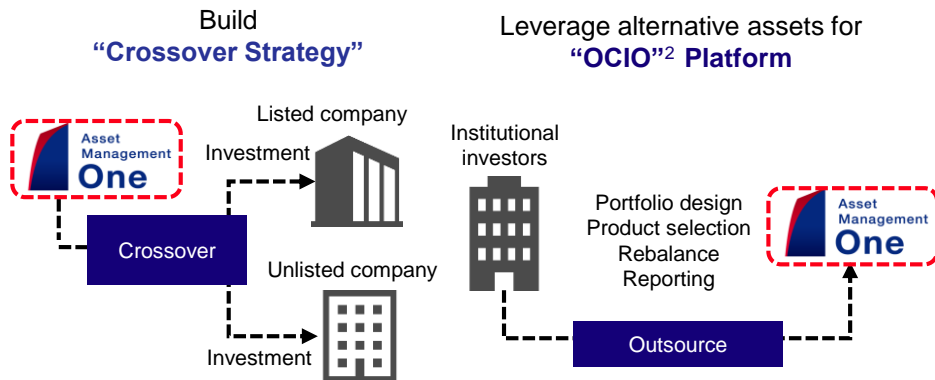 Build
“Crossover Strategy”
Asset
Management
One
Crossover
Listed company
Investment
Unlisted company
Investment
Leverage alternative assets for
“OCIO”² Platform
Institutional
investors
Portfolio design
Product selection
Rebalance
Reporting
Outsource
Asset
Management
One